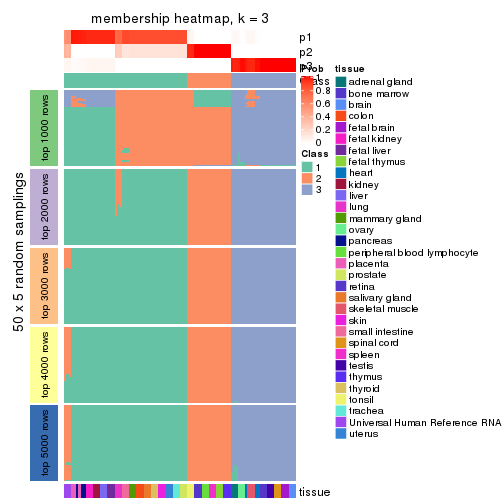 membership heatmap, k = 3
p1
p2
p3
Class
50 x 5 random samplings
top 1000 rows
top 2000 rows
top 3000 rows
top 4000 rows
top 5000 rows
tissue
Prob
1
0.8
0.6
0.4
0.2
0
Class
1
2
3
tissue
adrenal gland
bone marrow
brain
colon
fetal brain
fetal kidney
fetal liver
fetal thymus
heart
kidney
liver
lung
mammary gland
ovary
pancreas
peripheral blood lymphocyte
placenta
prostate
retina
salivary gland
skeletal muscle
skin
small intestine
spinal cord
spleen
testis
thymus
thyroid
tonsil
trachea
Universal Human Reference RNA
uterus